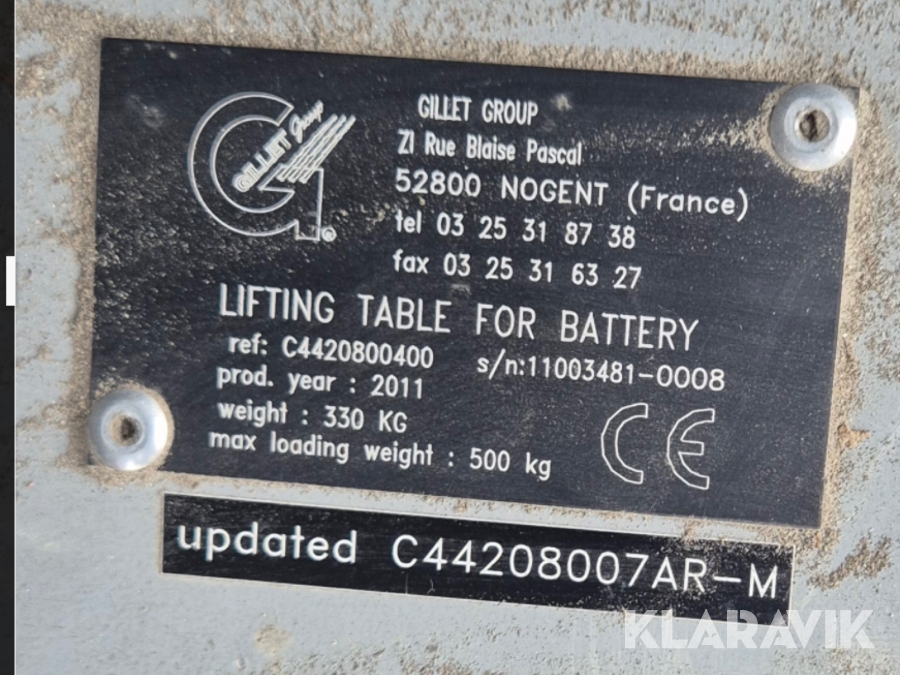 GILLET Group
GILLET GROUP
ZI Rue Blaise Pascal
52800 NOGENT (France)
tel 03 25 31 87 38
fax 03 25 31 63 27
LIFTING TABLE FOR BATTERY
ref: C4420800400 s/n:11003481-0008
prod. year : 2011
weight : 330 KG
max loading weight : 500 kg
CE
updated C44208007AR-M
KLARAVIK